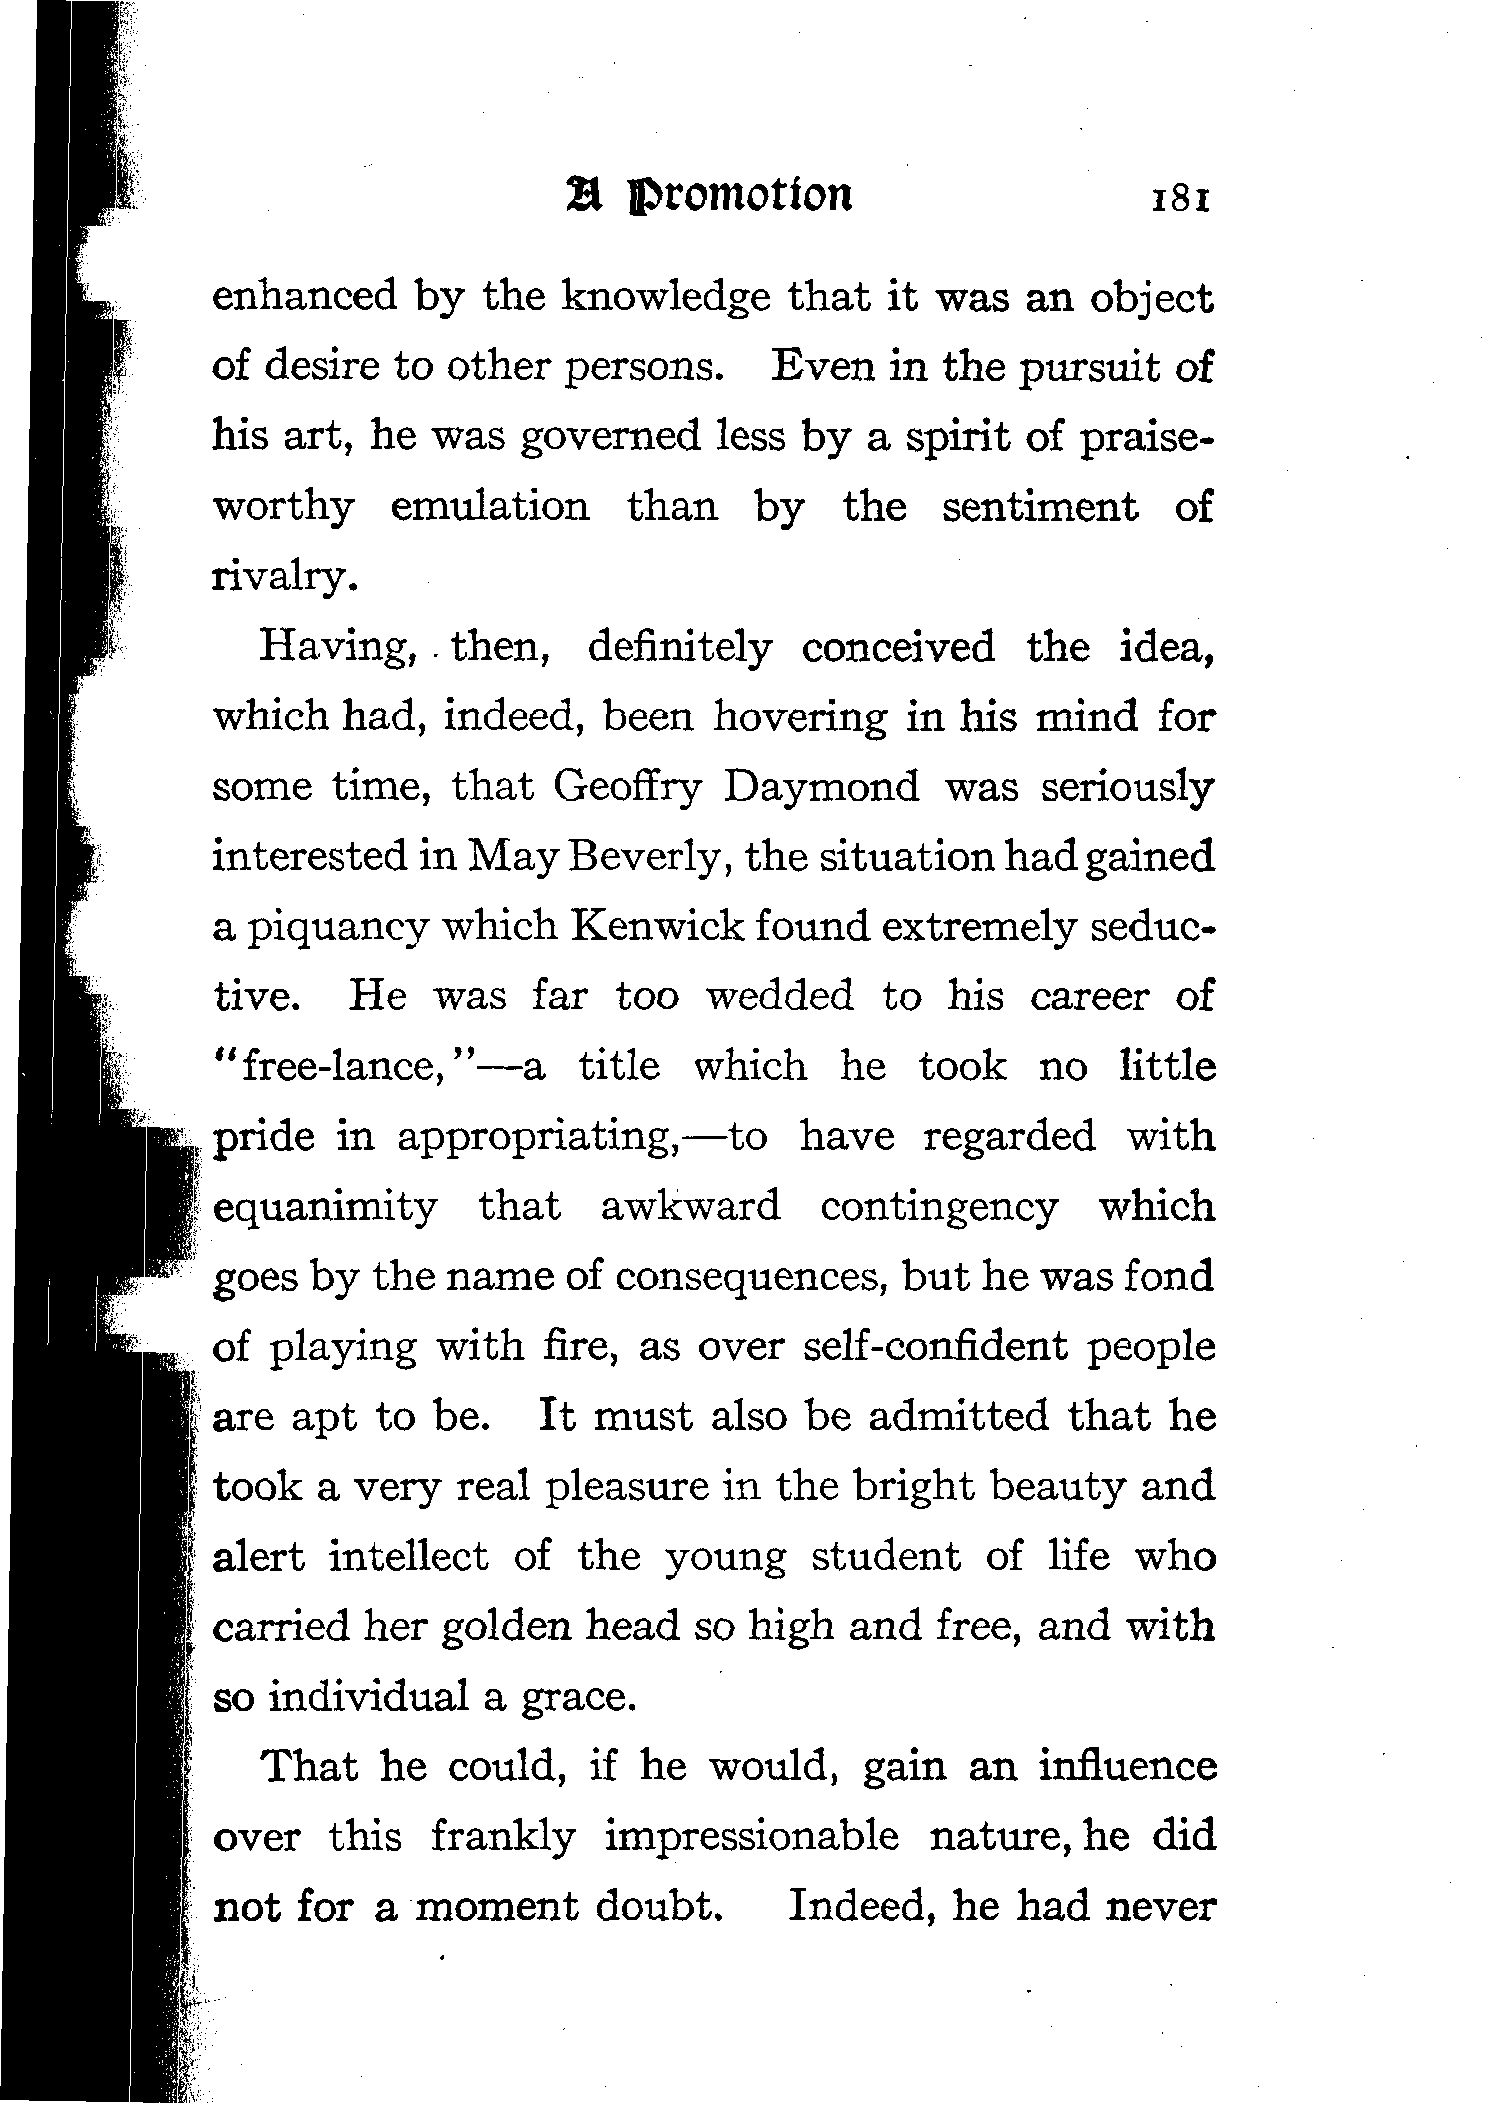 A Promotion 181
enhanced by the knowledge that it was an object
of desire to other persons. Even in the pursuit of
his art, he was governed less by a spirit of praise-
worthy emulation than by the sentiment of
rivalry.
Having, then, definitely conceived the idea,
which had, indeed, been hovering in his mind for
some time, that Geoffry Daymond was seriously
interested in May Beverly, the situation had gained
a piquancy which Kenwick found extremely seduc-
tive. He was far too wedded to his career of
"free-lance,"—a title which he took no little
pride in appropriating,—to have regarded with
equanimity that awkward contingency which
goes by the name of consequences, but he was fond
of playing with fire, as over self-confident people
are apt to be. It must also be admitted that he
took a very real pleasure in the bright beauty and
alert intellect of the young student of life who
carried her golden head so high and free, and with
so individual a grace.
That he could, if he would, gain an influence
over this frankly impressionable nature, he did
not for a moment doubt. Indeed, he had never